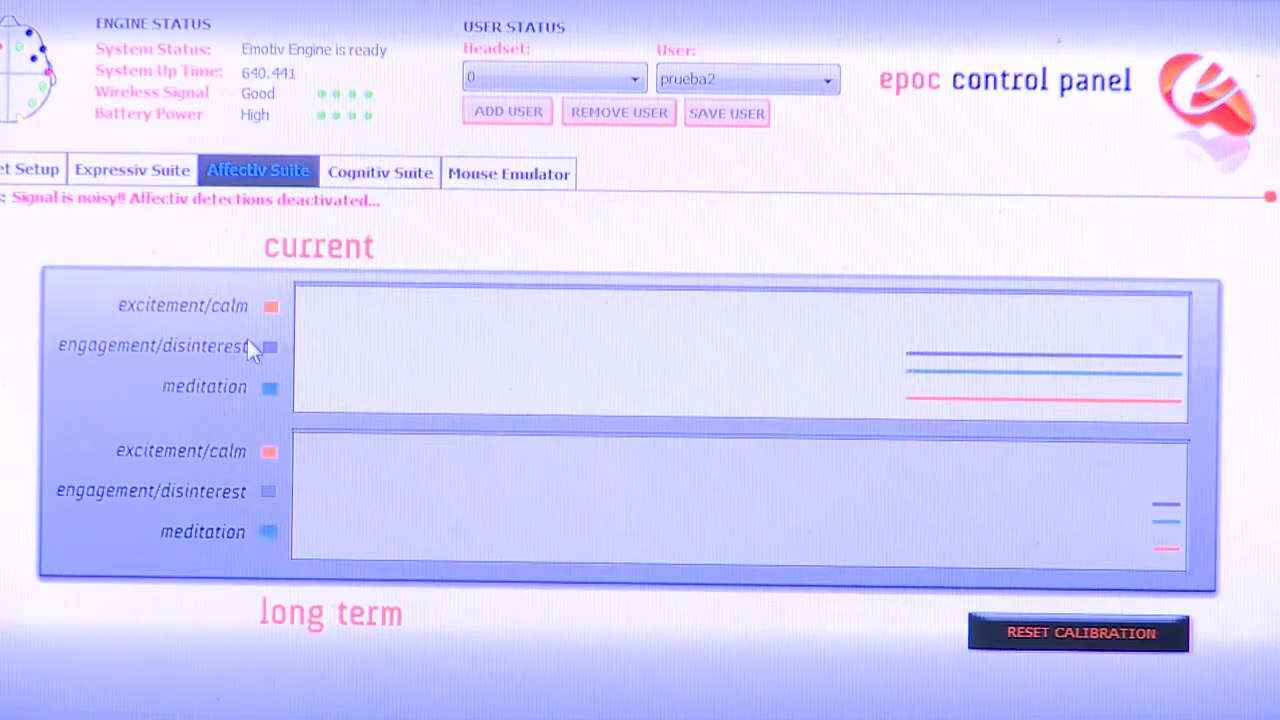 ENGINE STATUS
System Status: Emotiv Engine is ready
System Up Time: 640.441
Wireless Signal Good
Battery Power High
USER STATUS
Headset: User:
0 prueba2
ADD USER REMOVE USER SAVE USER
epoc control panel
et Setup Expressiv Suite Affectiv Suite Cognitiv Suite Mouse Emulator
: Signal is noisy!! Affectiv detections deactivated...
current
excitement/calm
engagement/disinterest
meditation
excitement/calm
engagement/disinterest
meditation
long term
RESET CALIBRATION